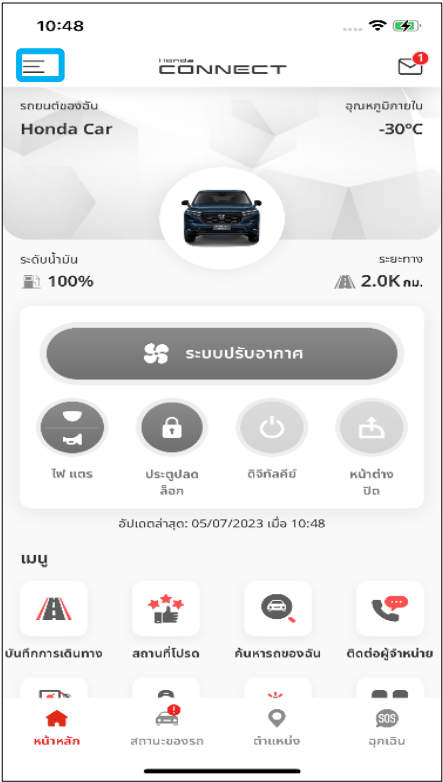 10:48
Honda
CONNECT
1
รถยนต์ของฉัน
อุณหภูมิภายใน
Honda Car
-30°C
ระดับน้ำมัน
ระยะทาง
100%
2.0K กม.
ระบบปรับอากาศ
ไฟ แตร
ประตูปลด
ล็อก
ดิจิทัลคีย์
หน้าต่าง
ปิด
อัปเดตล่าสุด: 05/07/2023 เมื่อ 10:48
เมนู
บันทึกการเดินทาง
สถานที่โปรด
ค้นหารถของฉัน
ติดต่อผู้จำหน่าย
หน้าหลัก
สถานะของรถ
ตำแหน่ง
SOS
ฉุกเฉิน